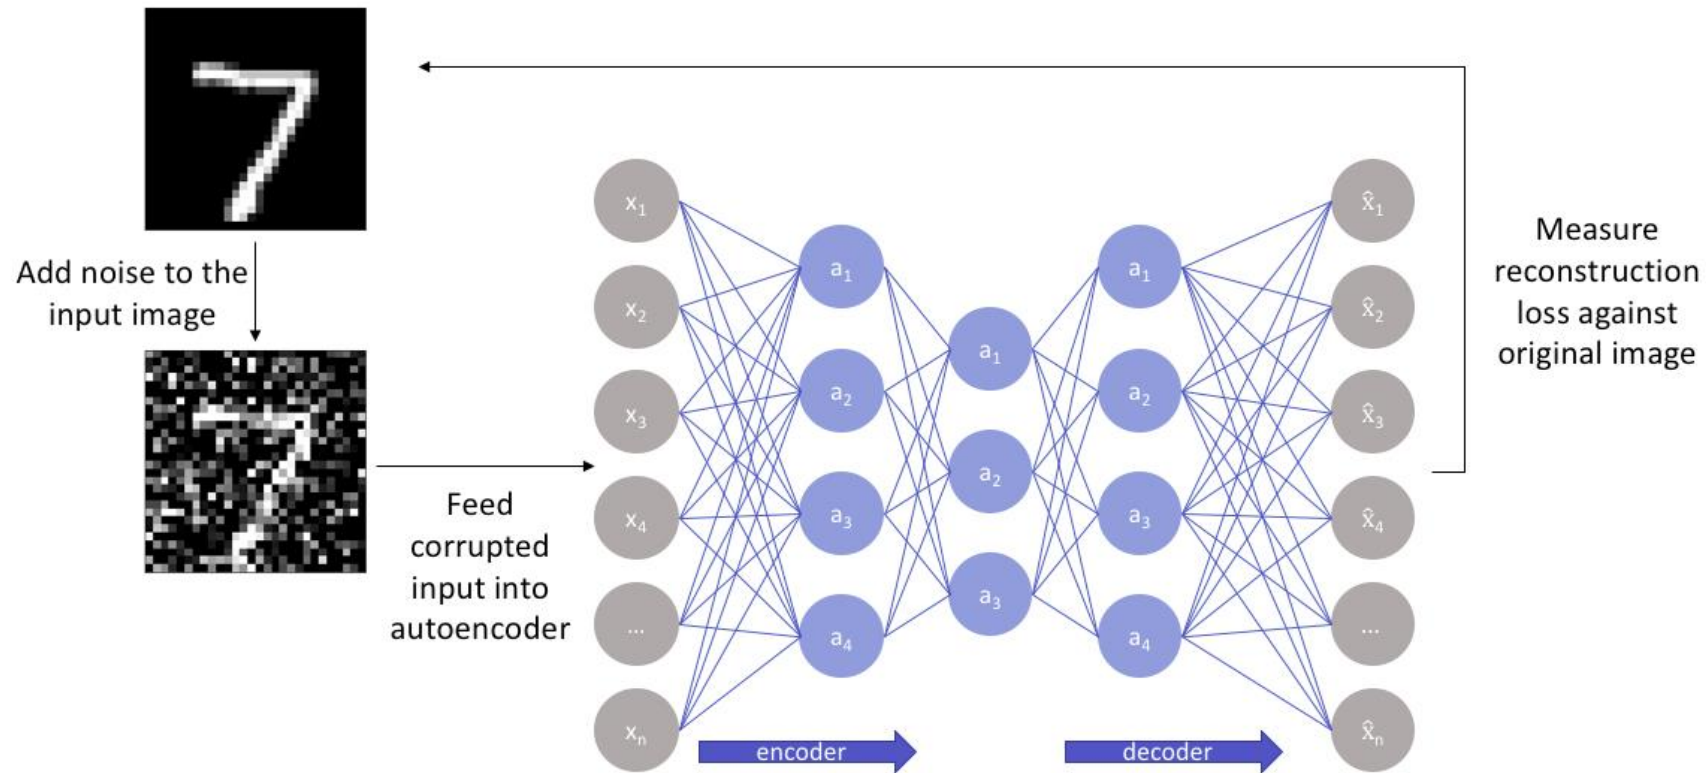 Add noise to the
input image
Feed
corrupted
input into
autoencoder
x₁
x₂
x₃
x₄
...
xₙ
a₁
a₂
a₃
a₄
a₁
a₂
a₃
a₁
a₂
a₃
a₄
x̂₁
x̂₂
x̂₃
x̂₄
...
x̂ₙ
encoder
decoder
Measure
reconstruction
loss against
original image